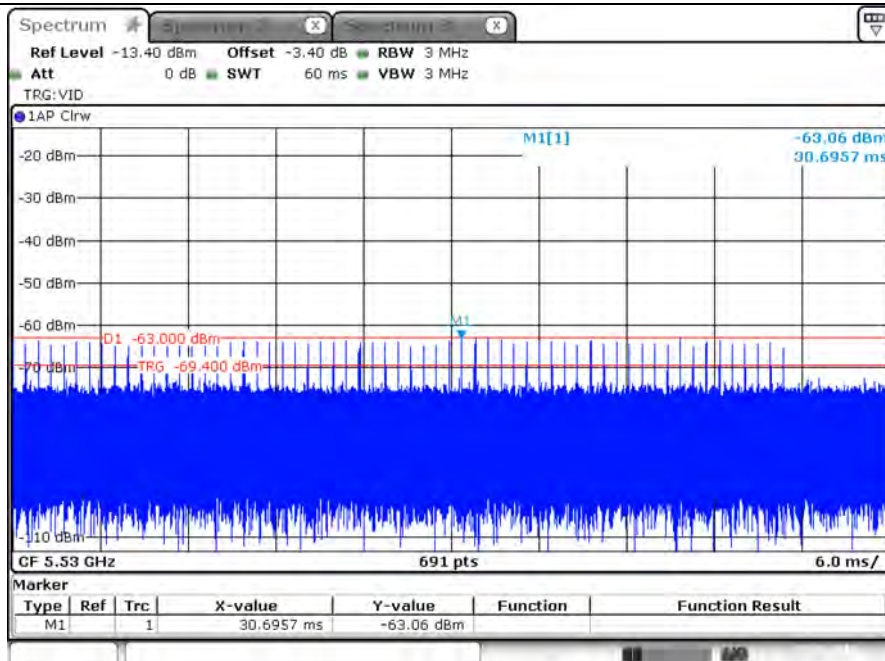 Spectrum X X
Ref Level -13.40 dBm Offset -3.40 dB RBW 3 MHz
Att 0 dB SWT 60 ms VBW 3 MHz
TRG:VID
1AP Clrw
M1[1] -63.06 dBm
30.6957 ms
-20 dBm
-30 dBm
-40 dBm
-50 dBm
-60 dBm
M1
D1 -63.000 dBm
-70 dBm
TRG -69.400 dBm
-110 dBm
CF 5.53 GHz 691 pts 6.0 ms/
Marker
Type Ref Trc X-value Y-value Function Function Result
M1 1 30.6957 ms -63.06 dBm